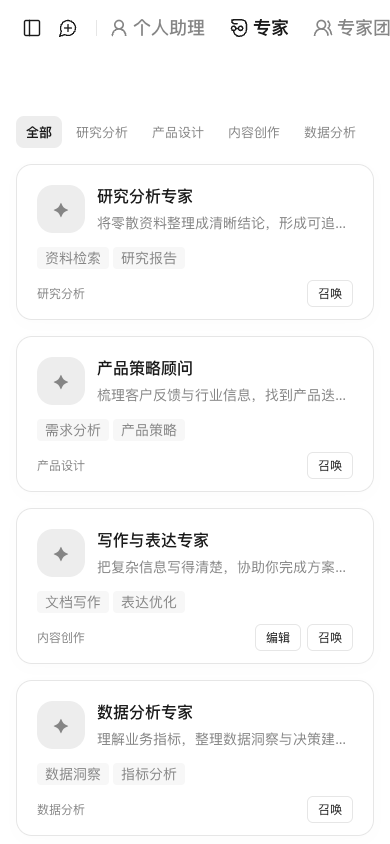 个人助理 专家 专家团
全部 研究分析 产品设计 内容创作 数据分析
研究分析专家
将零散资料整理成清晰结论，形成可追...
资料检索 研究报告
研究分析 召唤
产品策略顾问
梳理客户反馈与行业信息，找到产品迭...
需求分析 产品策略
产品设计 召唤
写作与表达专家
把复杂信息写得清楚，协助你完成方案...
文档写作 表达优化
内容创作 编辑 召唤
数据分析专家
理解业务指标，整理数据洞察与决策建...
数据洞察 指标分析
数据分析 召唤